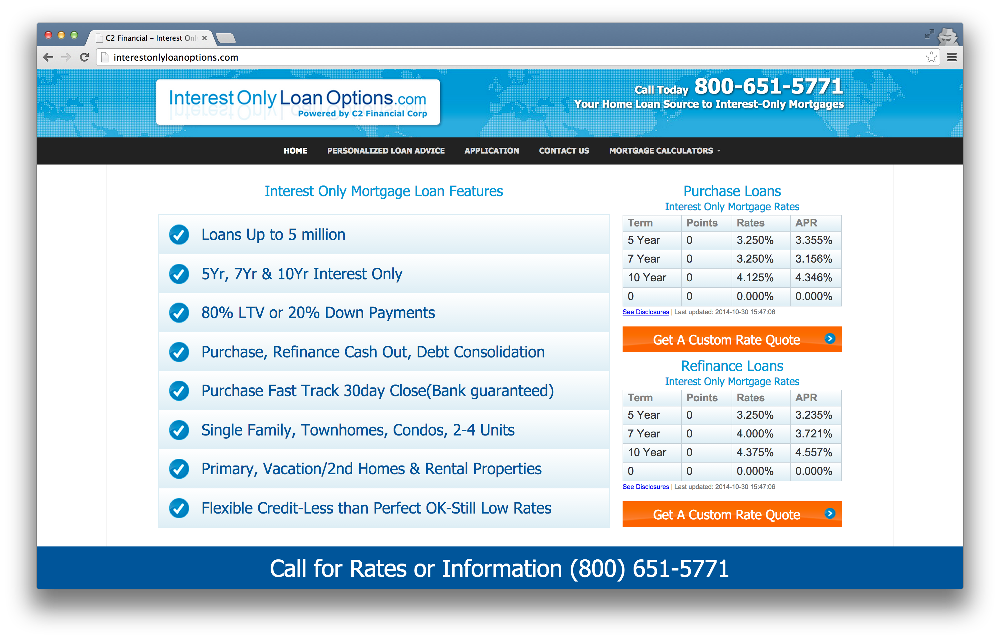 C2 Financial – Interest Onl
interestonlyloanoptions.com
Interest Only Loan Options.com
Powered by C2 Financial Corp
Call Today 800-651-5771
Your Home Loan Source to Interest-Only Mortgages
HOME PERSONALIZED LOAN ADVICE APPLICATION CONTACT US MORTGAGE CALCULATORS
Interest Only Mortgage Loan Features
Loans Up to 5 million
5Yr, 7Yr & 10Yr Interest Only
80% LTV or 20% Down Payments
Purchase, Refinance Cash Out, Debt Consolidation
Purchase Fast Track 30day Close(Bank guaranteed)
Single Family, Townhomes, Condos, 2-4 Units
Primary, Vacation/2nd Homes & Rental Properties
Flexible Credit-Less than Perfect OK-Still Low Rates
Purchase Loans
Interest Only Mortgage Rates
Term Points Rates APR
5 Year 0 3.250% 3.355%
7 Year 0 3.250% 3.156%
10 Year 0 4.125% 4.346%
0 0 0.000% 0.000%
See Disclosures | Last updated: 2014-10-30 15:47:06
Get A Custom Rate Quote
Refinance Loans
Interest Only Mortgage Rates
Term Points Rates APR
5 Year 0 3.250% 3.235%
7 Year 0 4.000% 3.721%
10 Year 0 4.375% 4.557%
0 0 0.000% 0.000%
See Disclosures | Last updated: 2014-10-30 15:47:06
Get A Custom Rate Quote
Call for Rates or Information (800) 651-5771